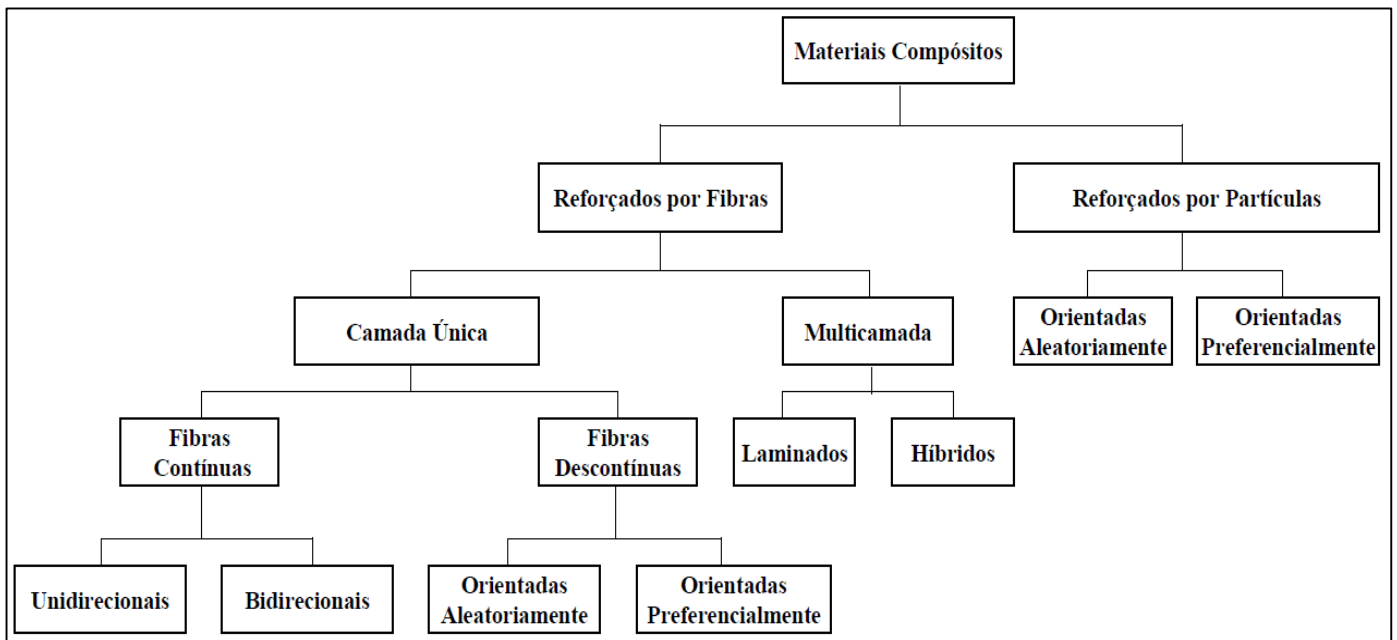 Materiais Compósitos
Reforçados por Fibras
Reforçados por Partículas
Camada Única
Multicamada
Orientadas
Aleatoriamente
Orientadas
Preferencialmente
Fibras
Contínuas
Fibras
Descontínuas
Laminados
Híbridos
Unidirecionais
Bidirecionais
Orientadas
Aleatoriamente
Orientadas
Preferencialmente